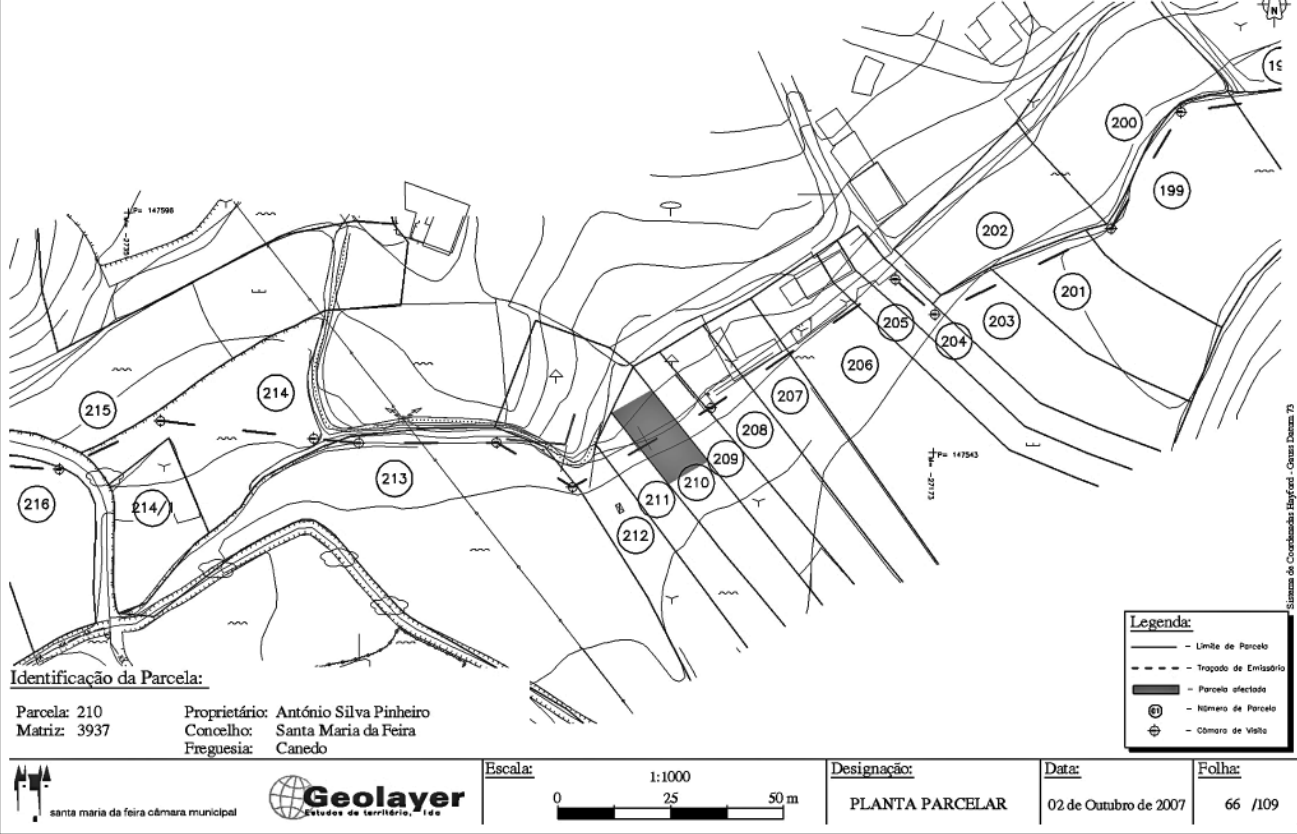 N
19
200
199
P= 147598
202
201
203
205
204
206
214
215
207
208
209
P= 147543
-27173
213
210
216
214/1
211
212
Sistema de Coordenadas Hayford - Gauss Datum 73
Legenda:
- Limite de Parcela
- Traçado de Emissário
- Parcela afectada
61 - Número de Parcela
- Câmara de Visita
Identificação da Parcela:
Parcela: 210 Proprietário: António Silva Pinheiro
Matriz: 3937 Concelho: Santa Maria da Feira
Freguesia: Canedo
santa maria da feira câmara municipal
Geolayer
Estudos de território, lda
Escala:
1:1000
0 25 50 m
Designação:
PLANTA PARCELAR
Data:
02 de Outubro de 2007
Folha:
66 /109